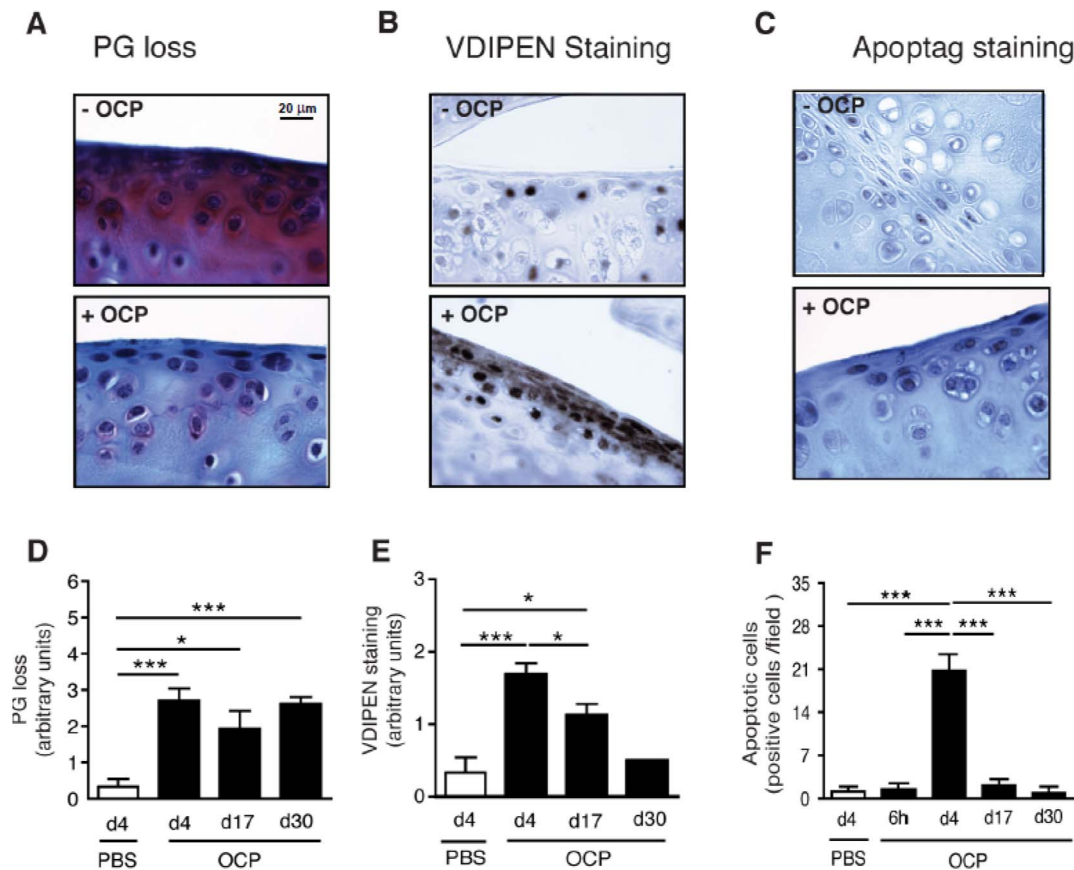 A PG loss
B VDIPEN Staining
C Apoptag staining
- OCP
20 µm
- OCP
- OCP
+ OCP
+ OCP
+ OCP
D
PG loss
(arbitrary units)
6
5
4
3
2
1
0
***
*
***
d4 d4 d17 d30
PBS OCP
E
VDIPEN staining
(arbitrary units)
3
2
1
0
*
*** *
d4 d4 d17 d30
PBS OCP
F
Apoptotic cells
(positive cells /field )
35
28
21
14
7
0
*** ***
*** ***
d4 6h d4 d17 d30
PBS OCP